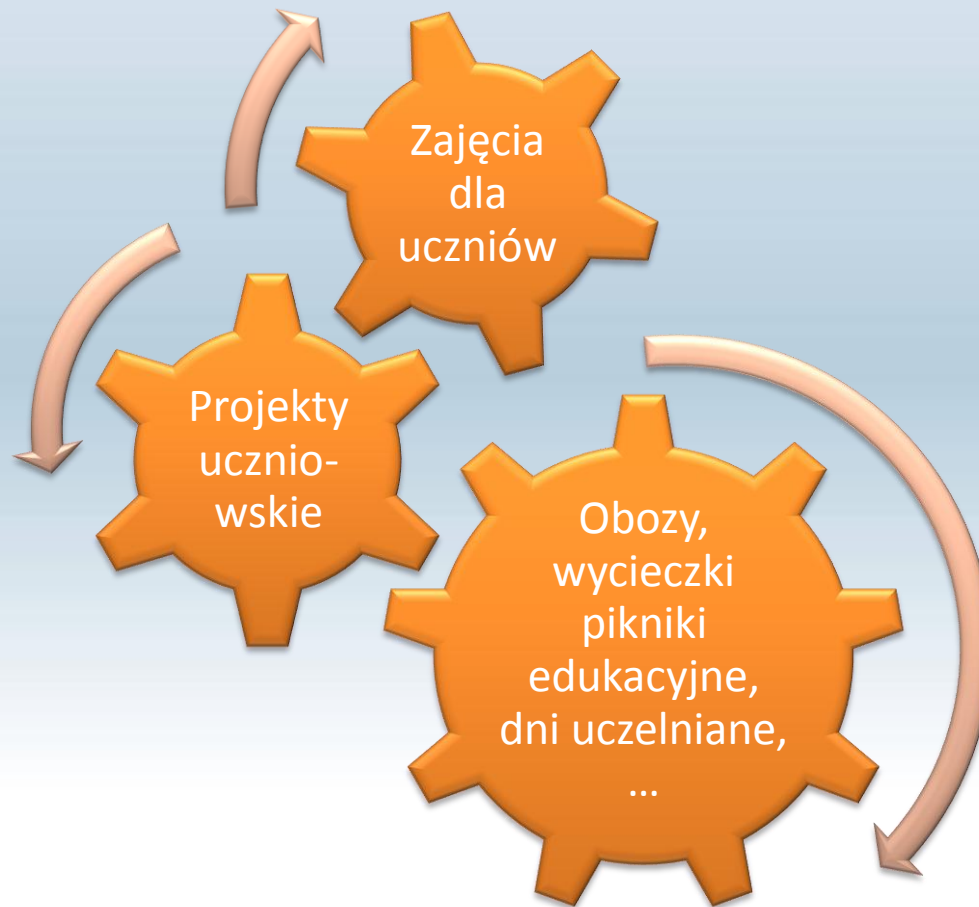 Zajęcia
dla
uczniów
Projekty
ucznio-
wskie
Obozy,
wycieczki
pikniki
edukacyjne,
dni uczelniane,
...